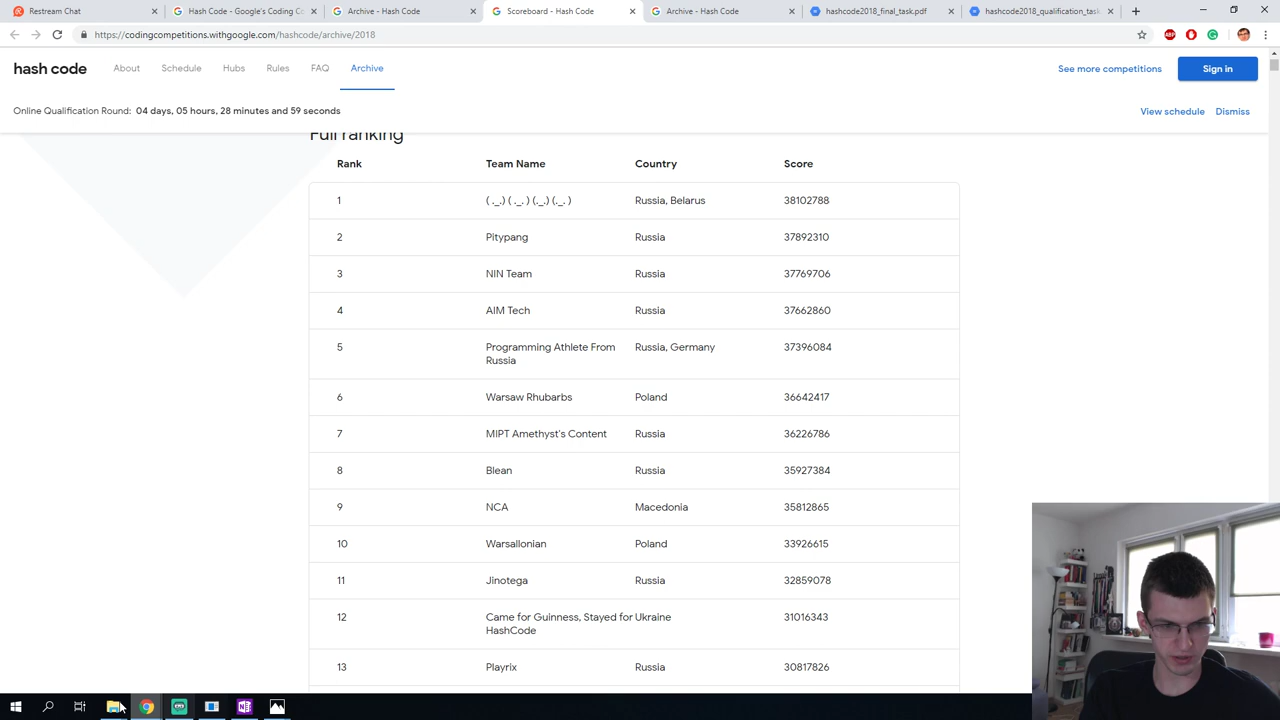 Restream Chat
Hash Code - Google's Coding Co
Archive - Hash Code
Scoreboard - Hash Code
Archive - Hash Code
hashcode2018_final_task.pdf
hashcode2018_qualification_task.
https://codingcompetitions.withgoogle.com/hashcode/archive/2018
ABP
hash code
About
Schedule
Hubs
Rules
FAQ
Archive
See more competitions
Sign in
Online Qualification Round: 04 days, 05 hours, 28 minutes and 59 seconds
View schedule
Dismiss
Full ranking
Rank Team Name Country Score
1 ( ._.) ( ._. ) (._.) (._. ) Russia, Belarus 38102788
2 Pitypang Russia 37892310
3 NIN Team Russia 37769706
4 AIM Tech Russia 37662860
5 Programming Athlete From Russia, Germany 37396084
Russia
6 Warsaw Rhubarbs Poland 36642417
7 MIPT Amethyst's Content Russia 36226786
8 Blean Russia 35927384
9 NCA Macedonia 35812865
10 Warsallonian Poland 33926615
11 Jinotega Russia 32859078
12 Came for Guinness, Stayed for Ukraine 31016343
HashCode
13 Playrix Russia 30817826